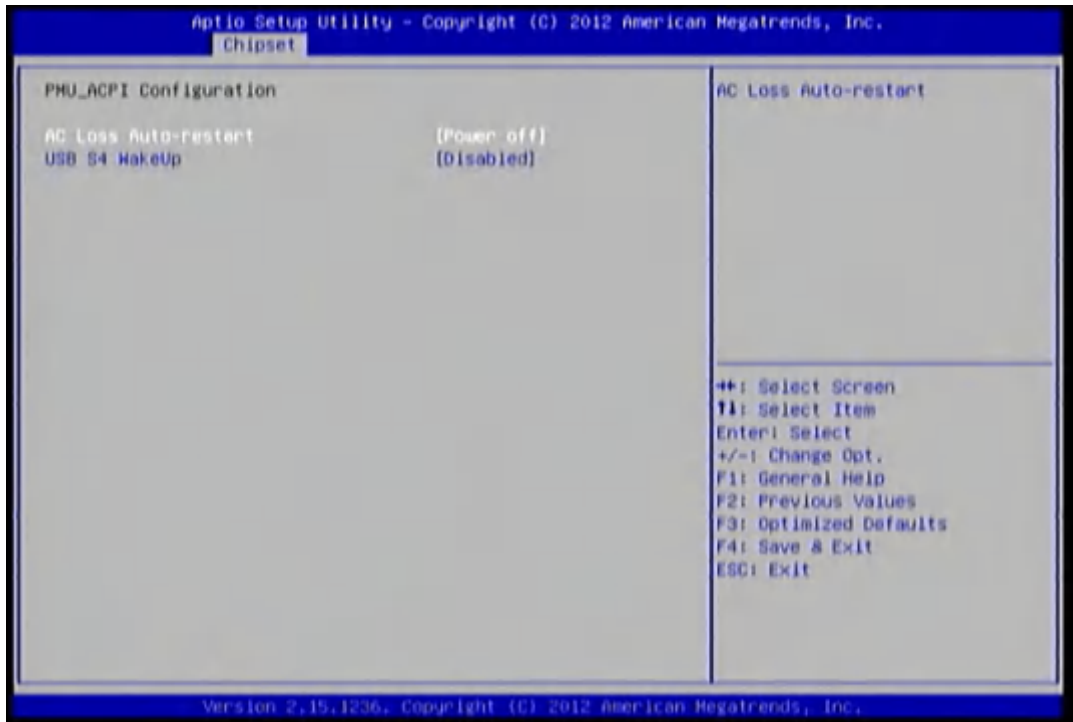 Aptio Setup Utility - Copyright (C) 2012 American Megatrends, Inc.
Chipset
PMU_ACPI Configuration
AC Loss Auto-restart [Power off]
USB S4 WakeUp [Disabled]
AC Loss Auto-restart
→←: Select Screen
↑↓: Select Item
Enter: Select
+/-: Change Opt.
F1: General Help
F2: Previous Values
F3: Optimized Defaults
F4: Save & Exit
ESC: Exit
Version 2.15.1236. Copyright (C) 2012 American Megatrends, Inc.